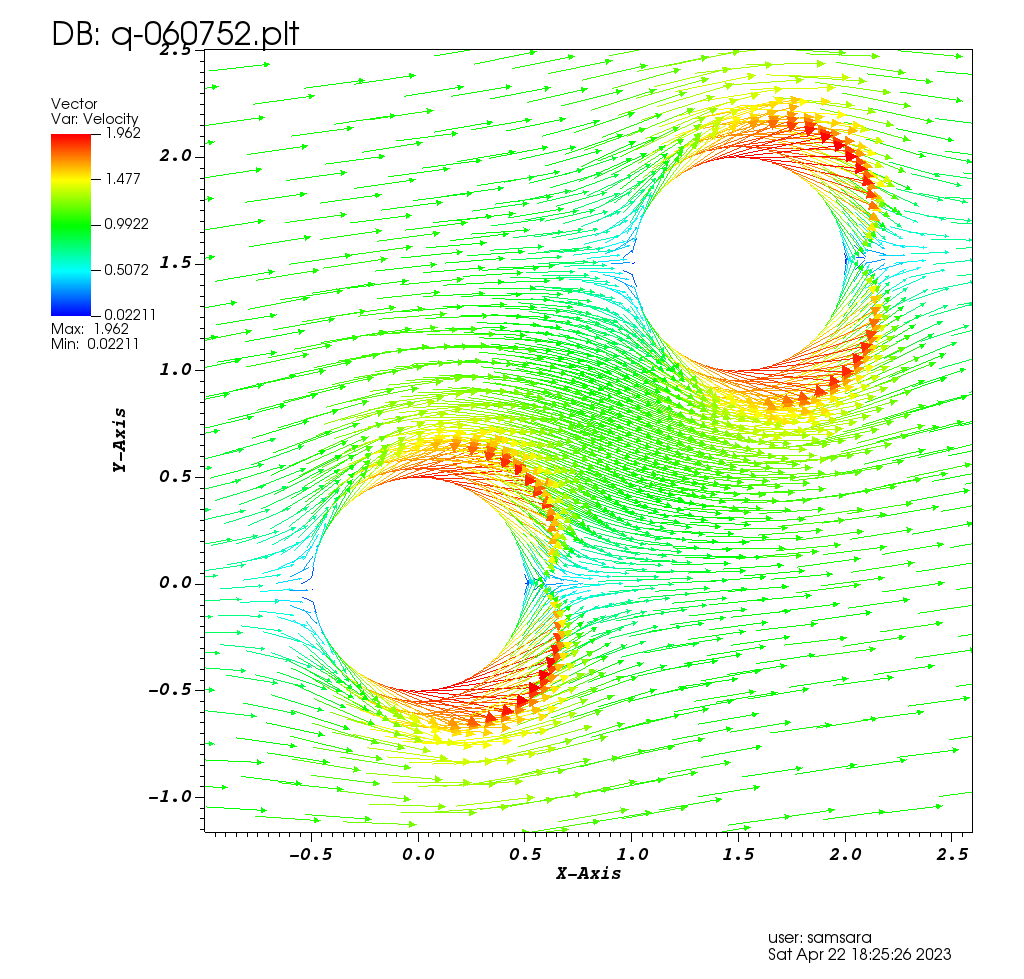 DB: q-060752.plt
Vector
Var: Velocity
1.962
1.477
0.9922
0.5072
0.02211
Max: 1.962
Min: 0.02211
2.5
2.0
1.5
1.0
0.5
0.0
-0.5
-1.0
Y-Axis
-0.5 0.0 0.5 1.0 1.5 2.0 2.5
X-Axis
user: samsara
Sat Apr 22 18:25:26 2023